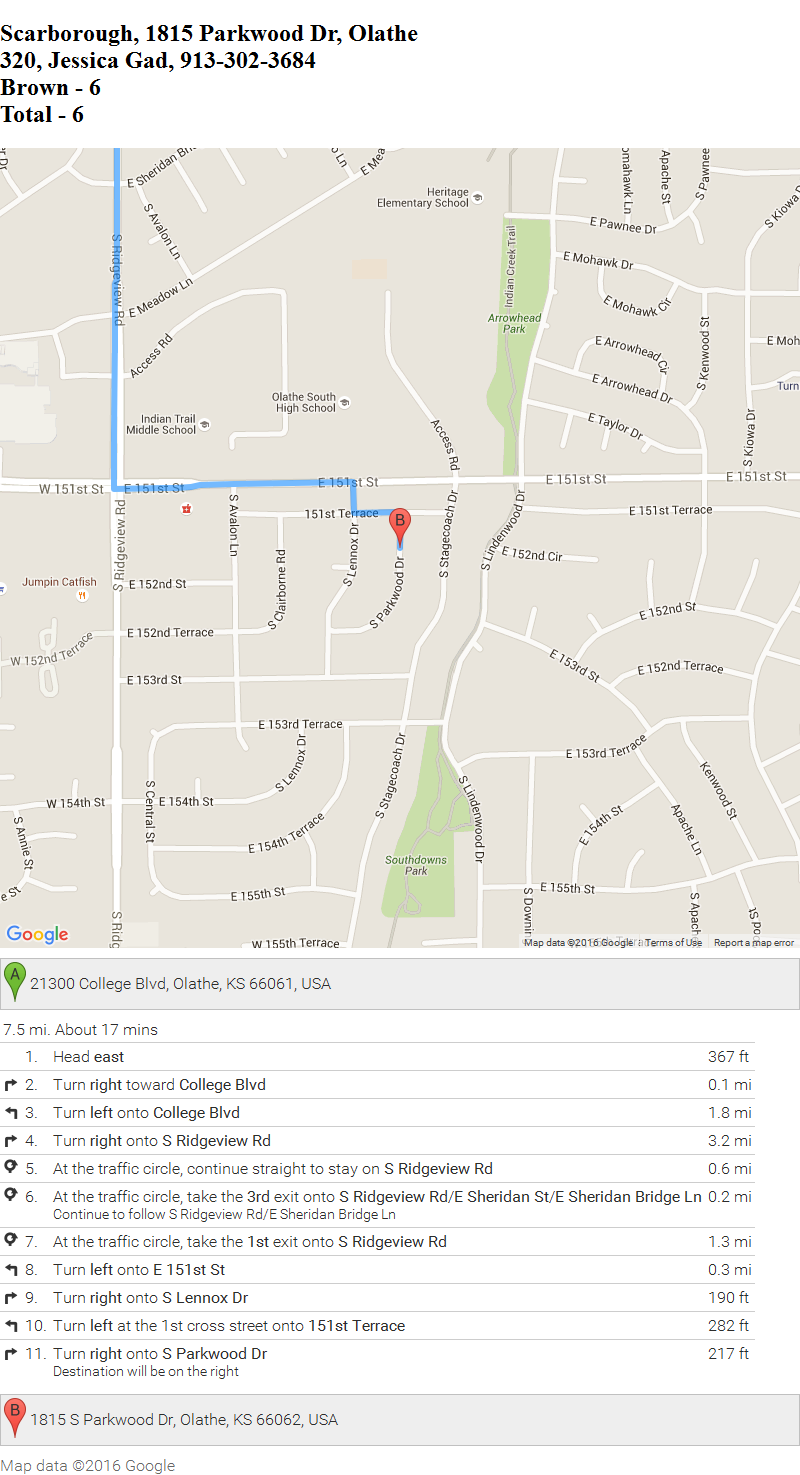 Scarborough, 1815 Parkwood Dr, Olathe
320, Jessica Gad, 913-302-3684
Brown - 6
Total - 6
E Sheridan
S Avalon Ln
E Mea
Heritage
Elementary School
Apache St
S Pawnee
S Kiowa
E Pawnee Dr
Indian Creek Trail
S Ridgeview Rd
E Mohawk Dr
E Meadow Ln
E Mohawk Cir
Arrowhead
Park
Access Rd
E Arrowhead Cir
S Kenwood St
E Moh
E Arrowhead Dr
Turn
Olathe South
High School
Indian Trail
Middle School
Access Rd
E Taylor Dr
S Kiowa Dr
W 151st St
E 151st St
E 151st St
E 151st St
E 151st St
S Ridgeview Rd
S Avalon Ln
151st Terrace
B
S Stagecoach Dr
S Lindenwood Dr
E 151st Terrace
S Clairborne Rd
S Lennox Dr
S Parkwood Dr
E 152nd Cir
Jumpin Catfish
E 152nd St
E 152nd St
W 152nd Terrace
E 152nd Terrace
E 153rd St
E 152nd Terrace
E 153rd St
E 153rd Terrace
S Lennox Dr
S Stagecoach Dr
E 153rd Terrace
S Central St
S Lindenwood Dr
Kenwood St
W 154th St
E 154th St
E 154th St
Apache Ln
S Annie St
E 154th Terrace
Southdowns
Park
E 155th St
E 155th St
S Downin
S Apach
S Ridg
W 155th Terrace
Google
Map data ©2016 Google
Terms of Use
Report a map error
A
21300 College Blvd, Olathe, KS 66061, USA
7.5 mi. About 17 mins
1. Head east 367 ft
2. Turn right toward College Blvd 0.1 mi
3. Turn left onto College Blvd 1.8 mi
4. Turn right onto S Ridgeview Rd 3.2 mi
5. At the traffic circle, continue straight to stay on S Ridgeview Rd 0.6 mi
6. At the traffic circle, take the 3rd exit onto S Ridgeview Rd/E Sheridan St/E Sheridan Bridge Ln 0.2 mi
Continue to follow S Ridgeview Rd/E Sheridan Bridge Ln
7. At the traffic circle, take the 1st exit onto S Ridgeview Rd 1.3 mi
8. Turn left onto E 151st St 0.3 mi
9. Turn right onto S Lennox Dr 190 ft
10. Turn left at the 1st cross street onto 151st Terrace 282 ft
11. Turn right onto S Parkwood Dr 217 ft
Destination will be on the right
B
1815 S Parkwood Dr, Olathe, KS 66062, USA
Map data ©2016 Google